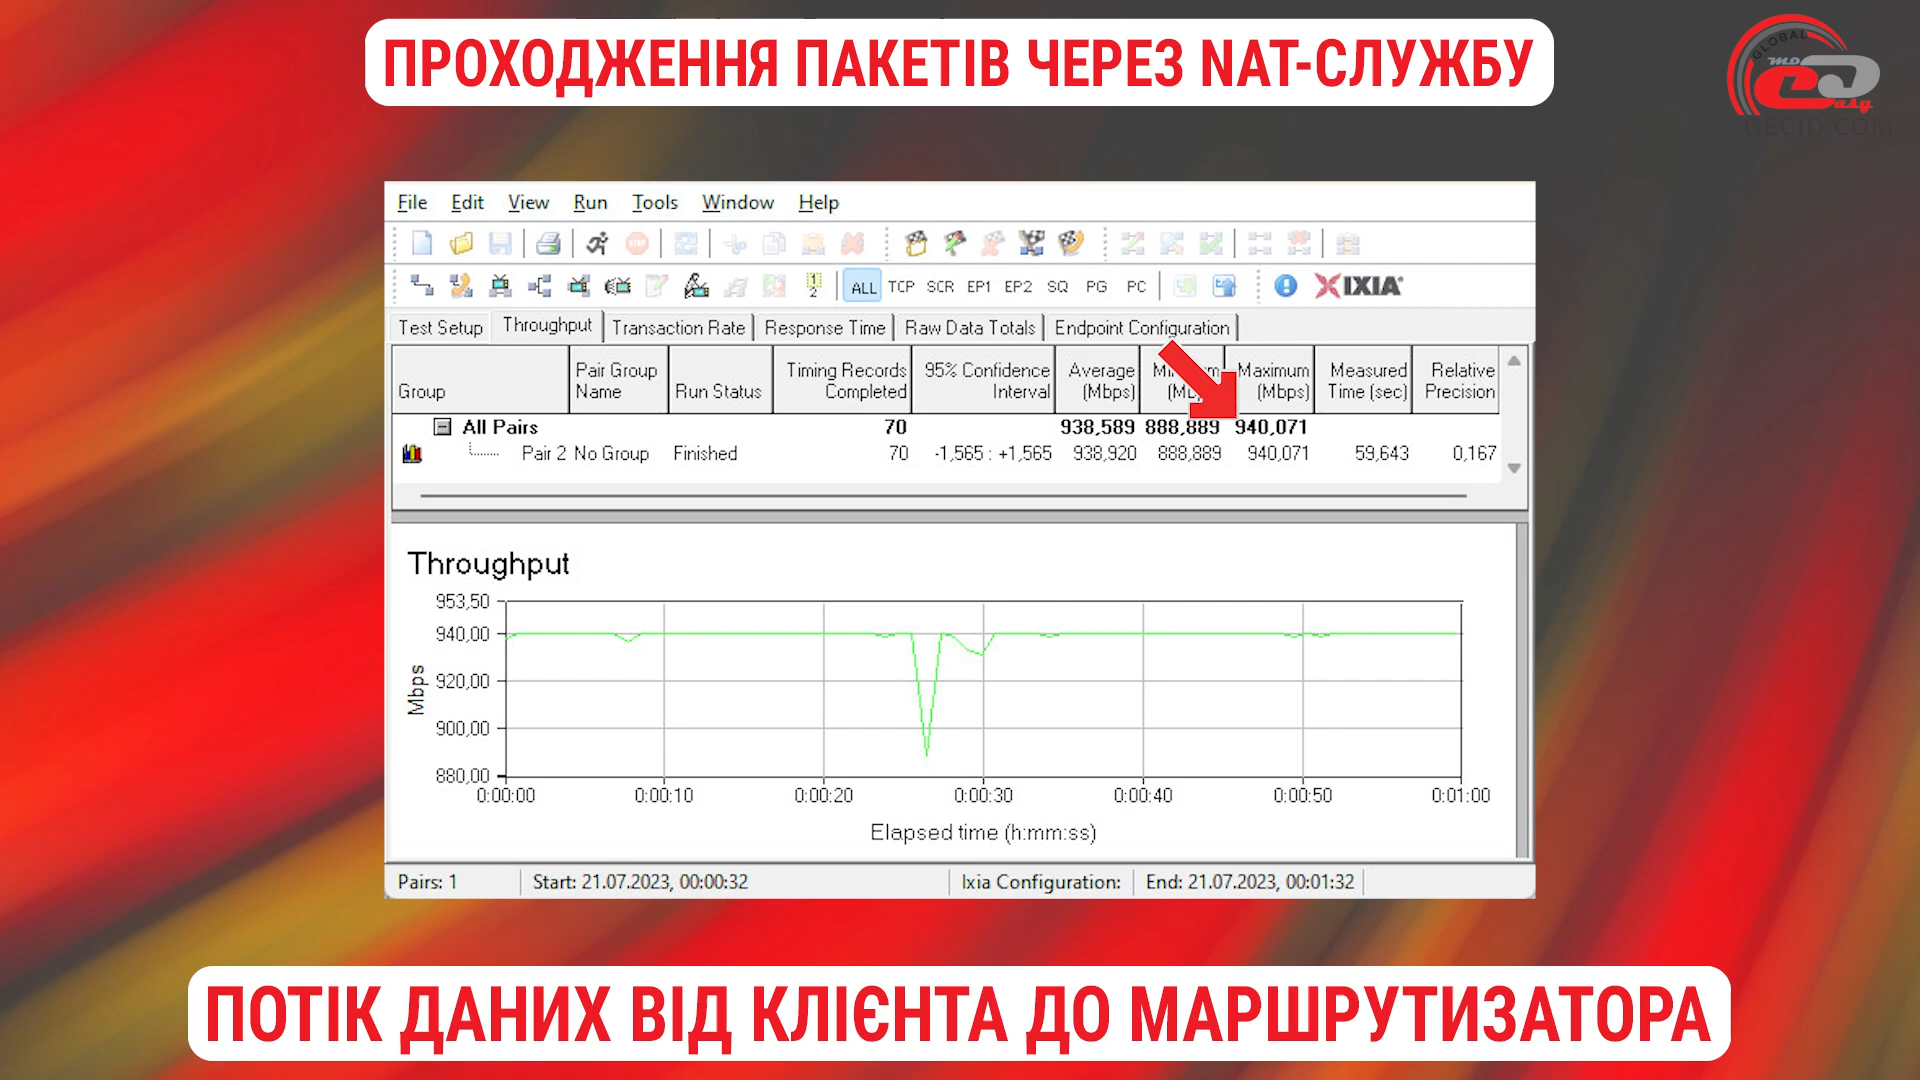 ПРОХОДЖЕННЯ ПАКЕТІВ ЧЕРЕЗ NAT-СЛУЖБУ
GLOBAL
asy
GECID.COM
File Edit View Run Tools Window Help
1 2 ALL TCP SCR EP1 EP2 SQ PG PC IXIA
Test Setup Throughput Transaction Rate Response Time Raw Data Totals Endpoint Configuration
Group Pair Group Name Run Status Timing Records Completed 95% Confidence Interval Average (Mbps) Maximum (Mbps) Measured Time (sec) Relative Precision
All Pairs 70 938,589 888,889 940,071
Pair 2 No Group Finished 70 -1,565 : +1,565 938,920 888,889 940,071 59,643 0,167
Throughput
953,50
940,00
920,00
900,00
880,00
Mbps
0:00:00 0:00:10 0:00:20 0:00:30 0:00:40 0:00:50 0:01:00
Elapsed time (h:mm:ss)
Pairs: 1 Start: 21.07.2023, 00:00:32 Ixia Configuration: End: 21.07.2023, 00:01:32
ПОТІК ДАНИХ ВІД КЛІЄНТА ДО МАРШРУТИЗАТОРА